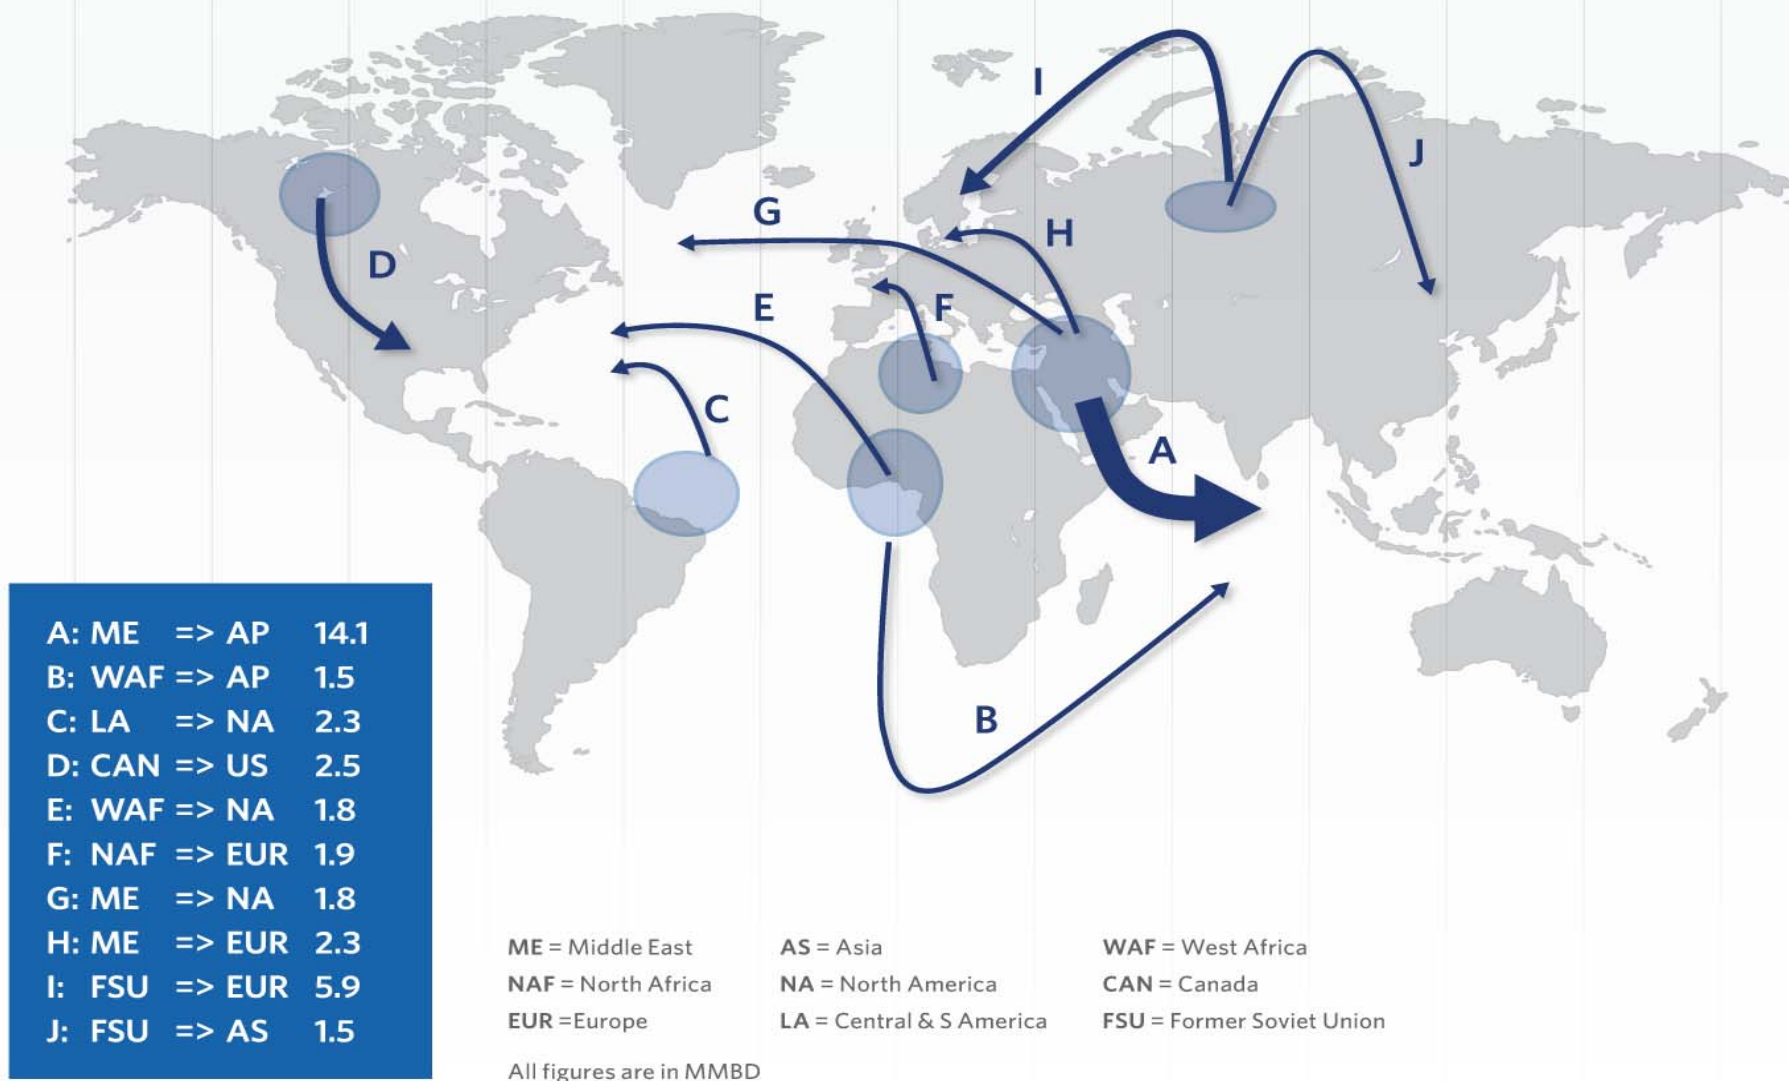 I
J
G
H
D
E
F
C
A
B
A: ME => AP 14.1
B: WAF => AP 1.5
C: LA => NA 2.3
D: CAN => US 2.5
E: WAF => NA 1.8
F: NAF => EUR 1.9
G: ME => NA 1.8
H: ME => EUR 2.3
I: FSU => EUR 5.9
J: FSU => AS 1.5
ME = Middle East AS = Asia WAF = West Africa
NAF = North Africa NA = North America CAN = Canada
EUR =Europe LA = Central & S America FSU = Former Soviet Union
All figures are in MMBD